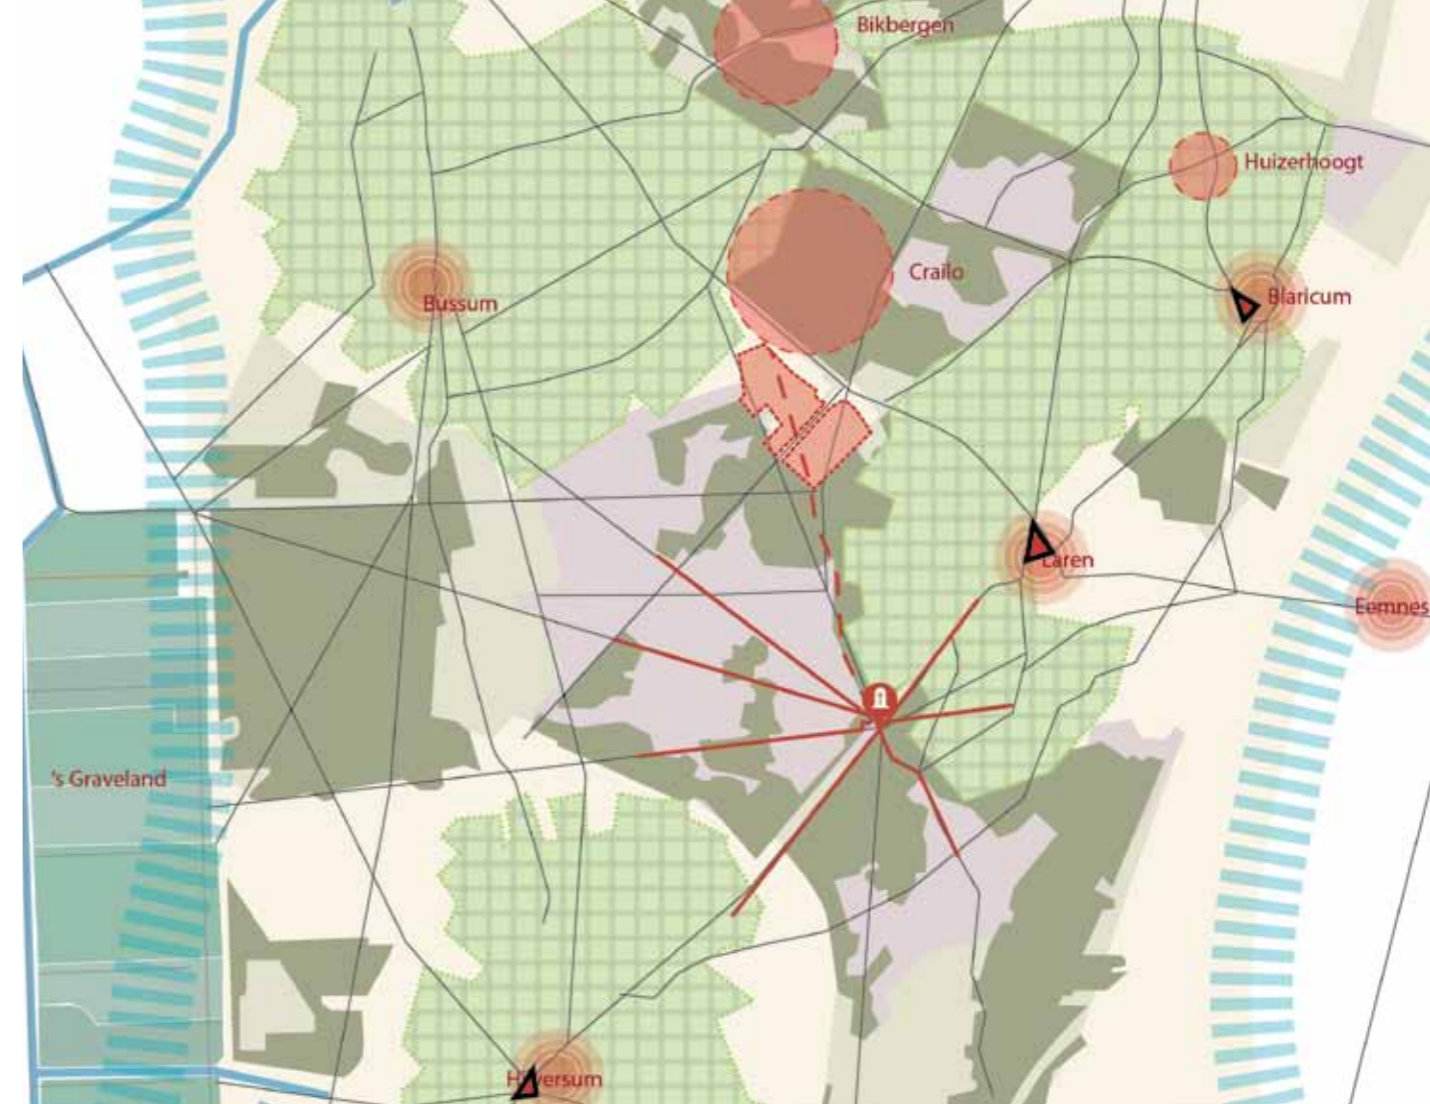 Bikbergen
Huizerhoogt
Crailo
Blaricum
Bussum
Laren
Eemnes
's Graveland
Hilversum